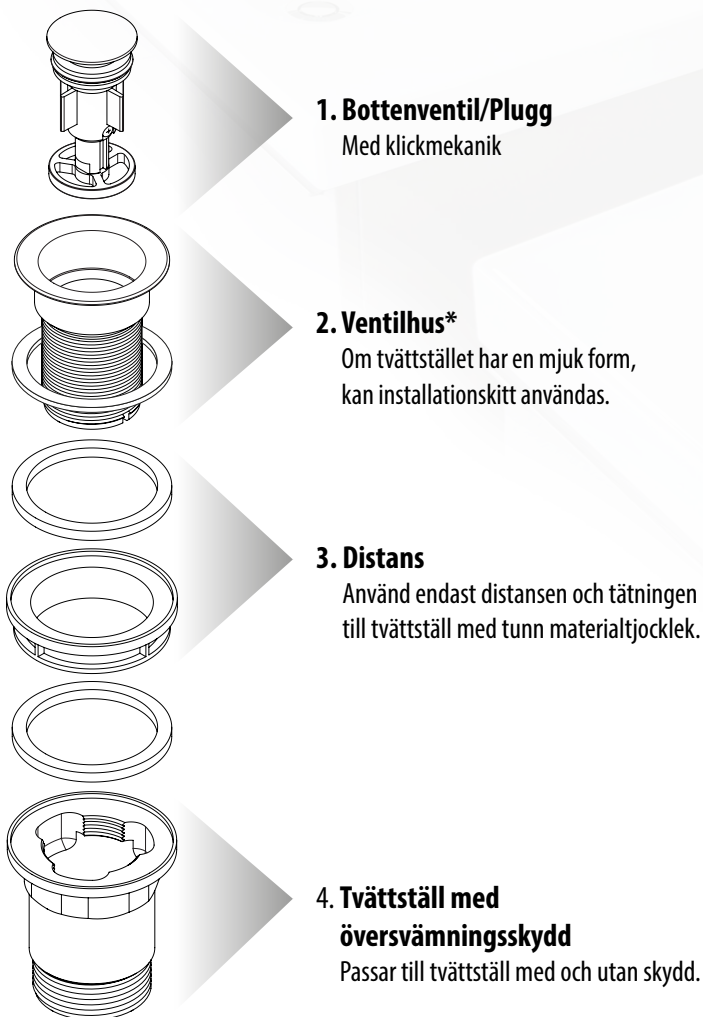 1. Bottenventil/Plugg
Med klickmekanik
2. Ventilhus*
Om tvättstället har en mjuk form,
kan installationskitt användas.
3. Distans
Använd endast distansen och tätningen
till tvättställ med tunn materialtjocklek.
4. Tvättställ med
översvämningsskydd
Passar till tvättställ med och utan skydd.